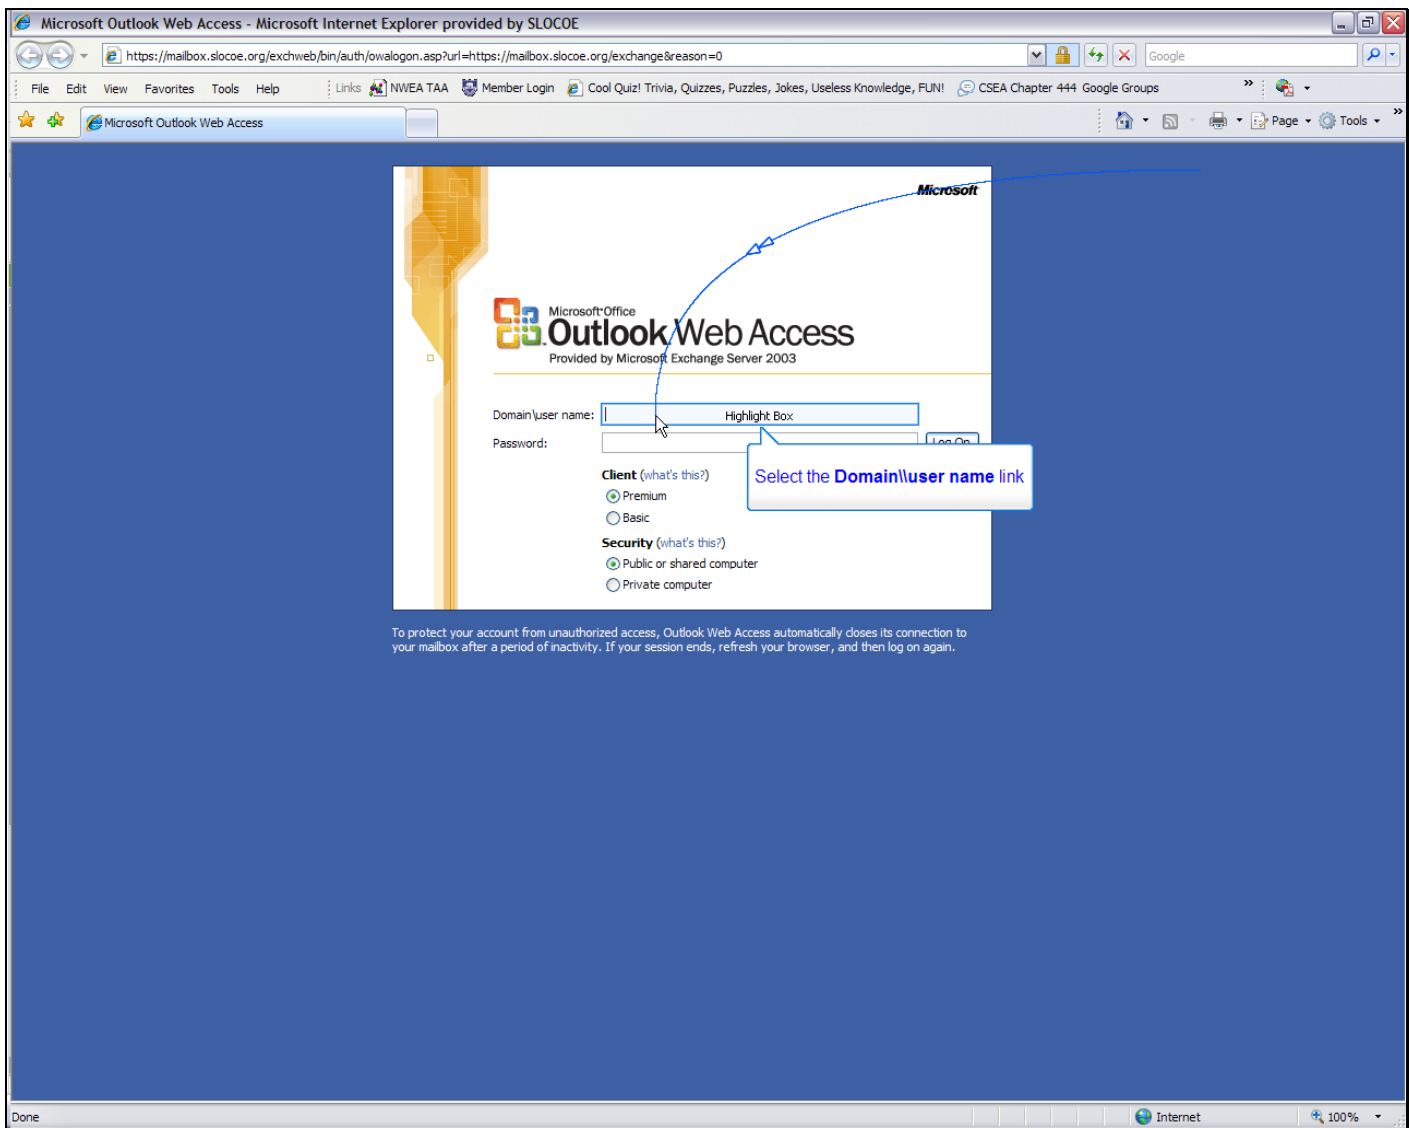 Microsoft Outlook Web Access - Microsoft Internet Explorer provided by SLOCOE
https://mailbox.slocoe.org/exchweb/bin/auth/owalogon.asp?url=https://mailbox.slocoe.org/exchange&reason=0
Google
File Edit View Favorites Tools Help Links NWEA TAA Member Login Cool Quiz! Trivia, Quizzes, Puzzles, Jokes, Useless Knowledge, FUN! CSEA Chapter 444 Google Groups »
Microsoft Outlook Web Access Page Tools »
Microsoft
Microsoft Office
Outlook Web Access
Provided by Microsoft Exchange Server 2003
Domain\user name: Highlight Box
Password: Log On
Select the Domain\\user name link
Client (what's this?)
Premium
Basic
Security (what's this?)
Public or shared computer
Private computer
To protect your account from unauthorized access, Outlook Web Access automatically closes its connection to
your mailbox after a period of inactivity. If your session ends, refresh your browser, and then log on again.
Done Internet 100%